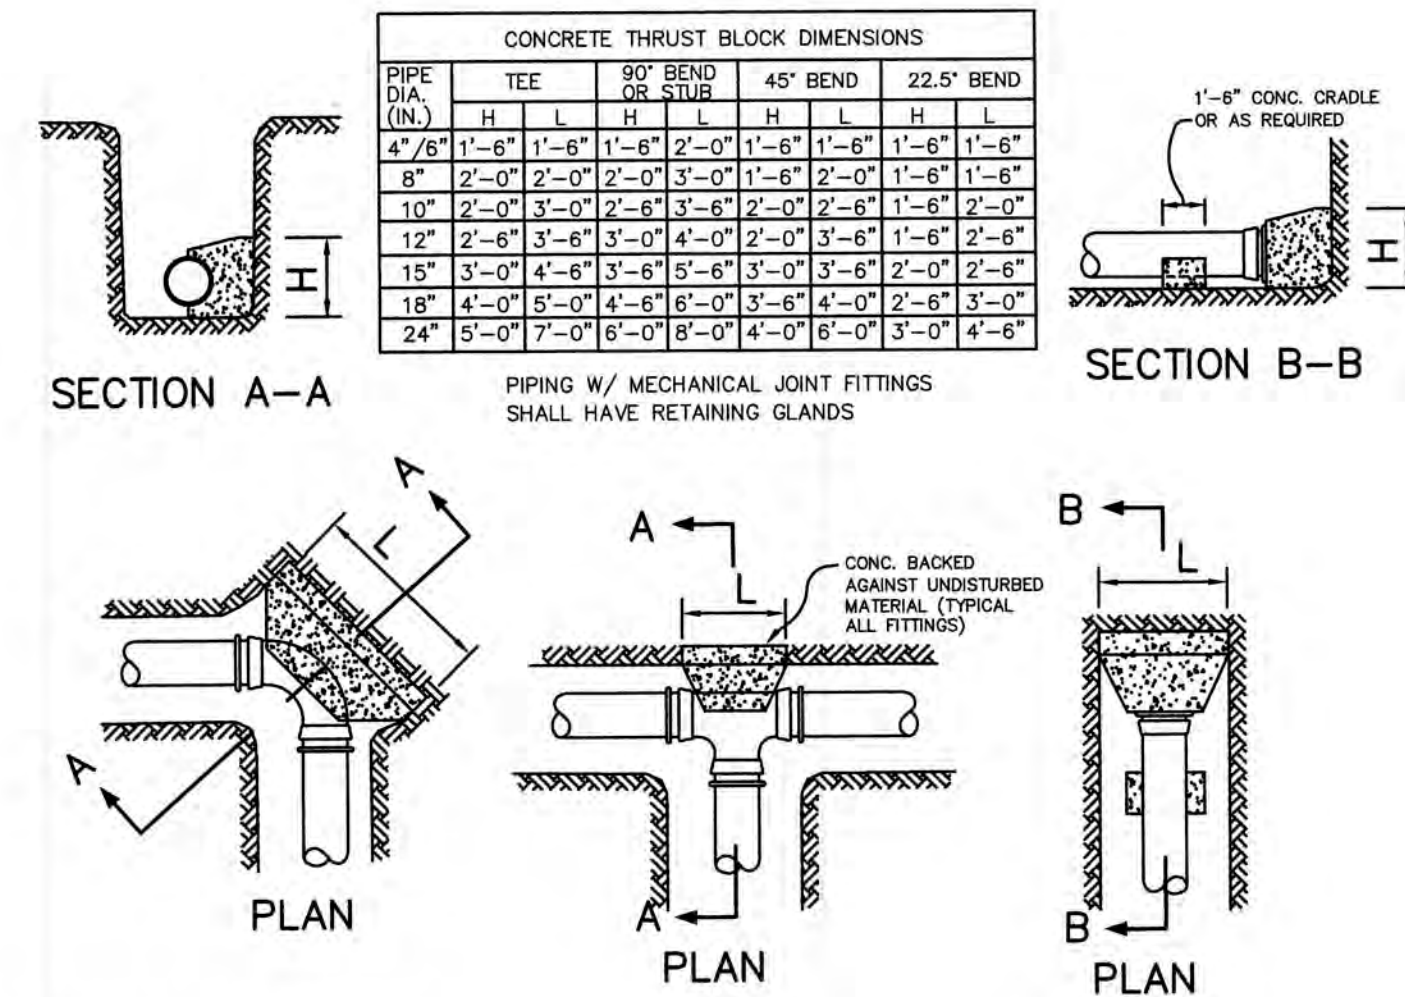 CONCRETE THRUST BLOCK DIMENSIONS
PIPE DIA. (IN.) TEE 90° BEND OR STUB 45° BEND 22.5° BEND
H L H L H L H L
4"/6" 1'-6" 1'-6" 1'-6" 2'-0" 1'-6" 1'-6" 1'-6" 1'-6"
8" 2'-0" 2'-0" 2'-0" 3'-0" 1'-6" 2'-0" 1'-6" 1'-6"
10" 2'-0" 3'-0" 2'-6" 3'-6" 2'-0" 2'-6" 1'-6" 2'-0"
12" 2'-6" 3'-6" 3'-0" 4'-0" 2'-0" 3'-6" 1'-6" 2'-6"
15" 3'-0" 4'-6" 3'-6" 5'-6" 3'-0" 3'-6" 2'-0" 2'-6"
18" 4'-0" 5'-0" 4'-6" 6'-0" 3'-6" 4'-0" 2'-6" 3'-0"
24" 5'-0" 7'-0" 6'-0" 8'-0" 4'-0" 6'-0" 3'-0" 4'-6"
1'-6" CONC. CRADLE
OR AS REQUIRED
H
H
SECTION A-A
SECTION B-B
PIPING W/ MECHANICAL JOINT FITTINGS
SHALL HAVE RETAINING GLANDS
A
L
A
PLAN
A
L
CONC. BACKED
AGAINST UNDISTURBED
MATERIAL (TYPICAL
ALL FITTINGS)
A
PLAN
B
L
B
PLAN